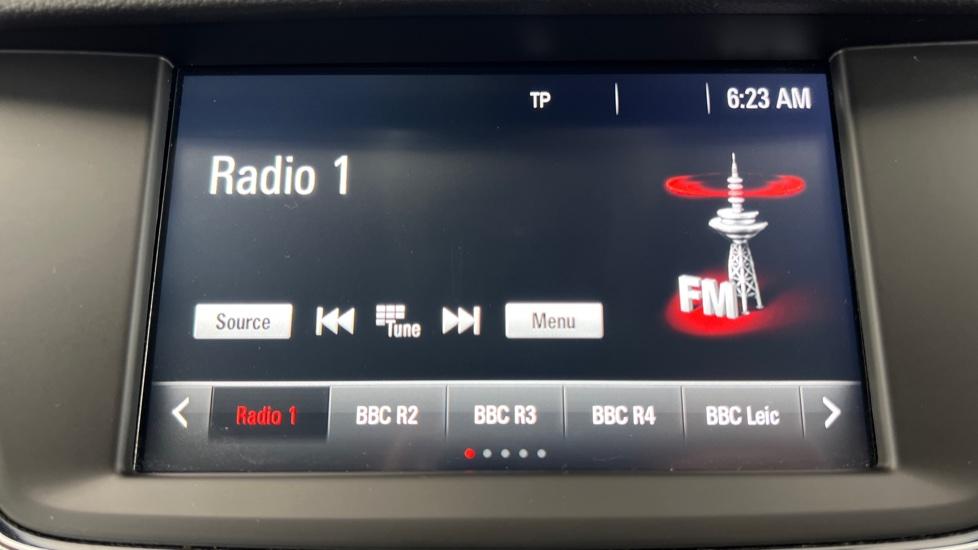 TP 6:23 AM
Radio 1
FM
Source Tune Menu
Radio 1 BBC R2 BBC R3 BBC R4 BBC Leic